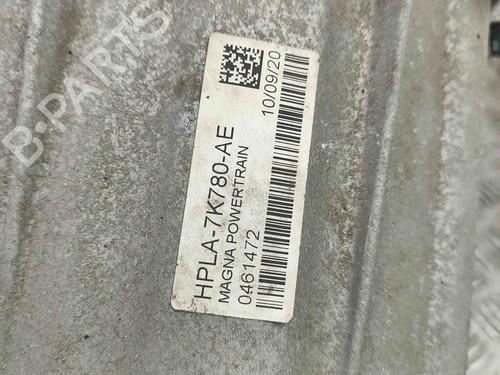 B-PARTS
10/09/20
HPLA-7K780-AE
MAGNA POWERTRAIN
0461472